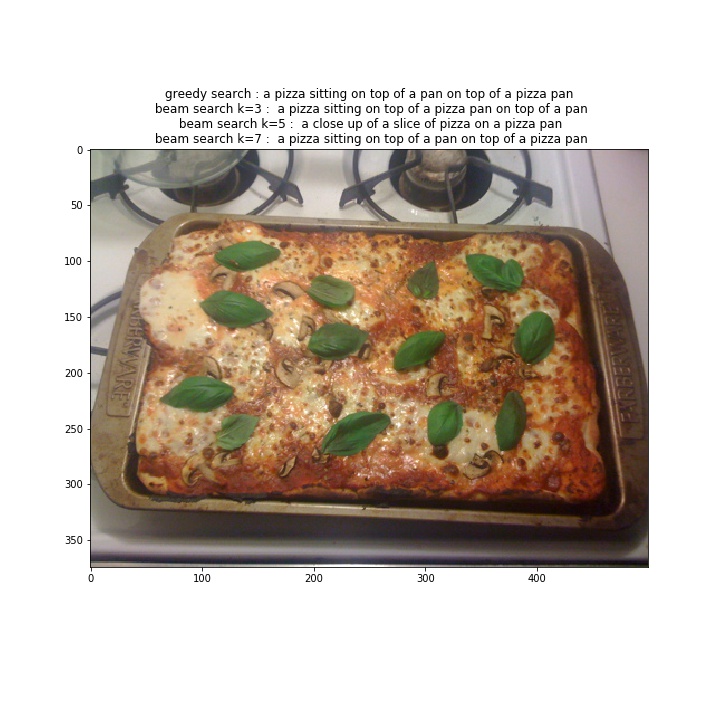 greedy search : a pizza sitting on top of a pan on top of a pizza pan
beam search k=3 :  a pizza sitting on top of a pizza pan on top of a pan
beam search k=5 :  a close up of a slice of pizza on a pizza pan
beam search k=7 :  a pizza sitting on top of a pan on top of a pizza pan
0
50
100
150
200
250
300
350
0
100
200
300
400
FARBERWARE